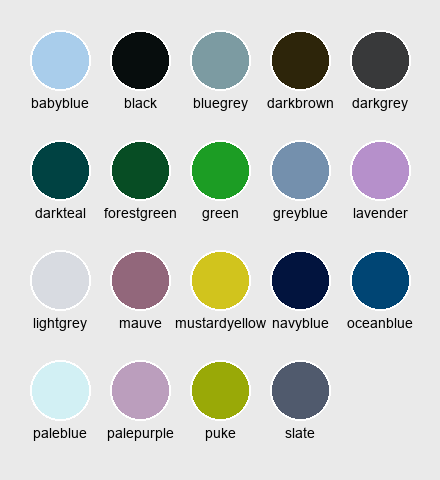 babyblue black bluegrey darkbrown darkgrey
darkteal forestgreen green greyblue lavender
lightgrey mauve mustardyellow navyblue oceanblue
paleblue palepurple puke slate